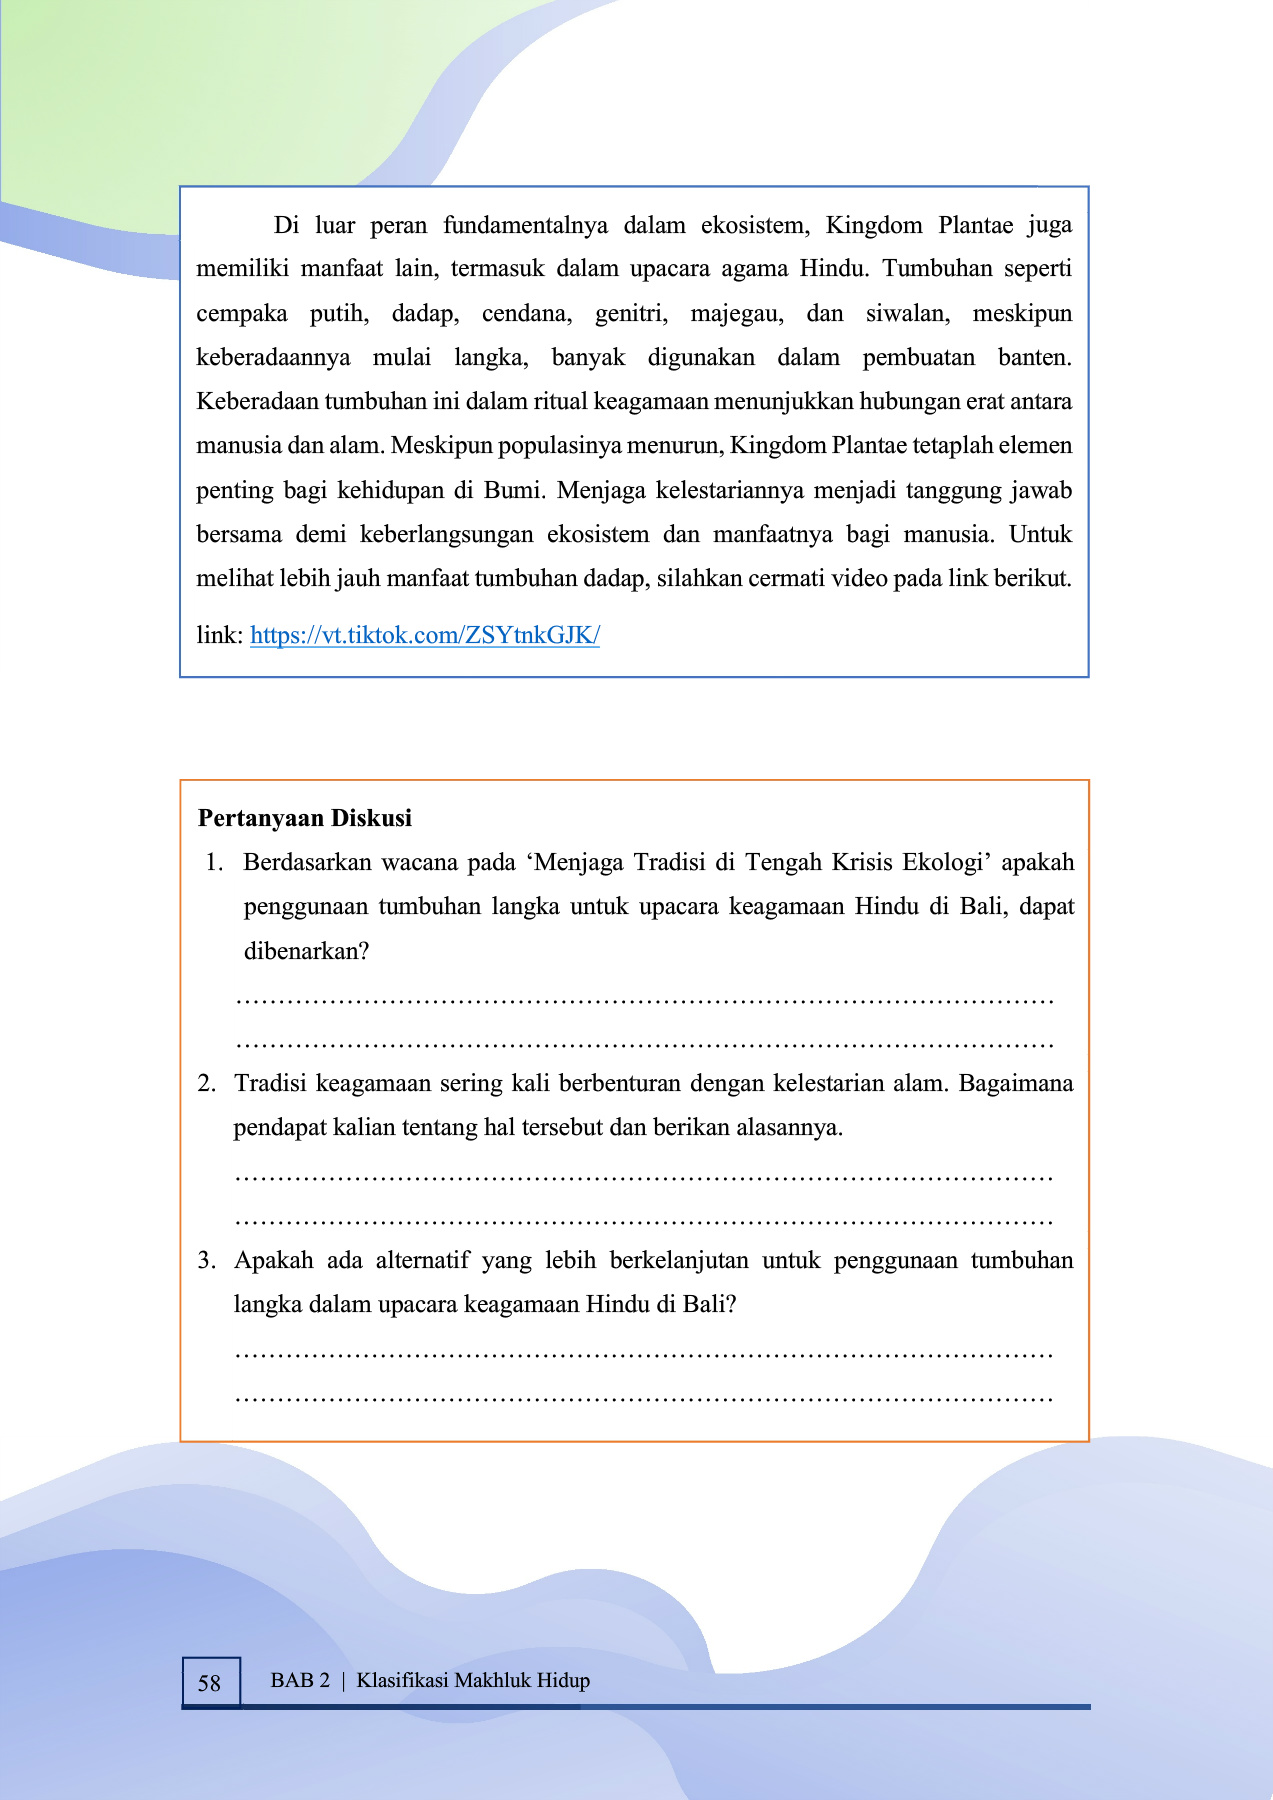 Di luar peran fundamentalnya dalam ekosistem, Kingdom Plantae juga
memiliki manfaat lain, termasuk dalam upacara agama Hindu. Tumbuhan seperti
cempaka putih, dadap, cendana, genitri, majegau, dan siwalan, meskipun
keberadaannya mulai langka, banyak digunakan dalam pembuatan banten.
Keberadaan tumbuhan ini dalam ritual keagamaan menunjukkan hubungan erat antara
manusia dan alam. Meskipun populasinya menurun, Kingdom Plantae tetaplah elemen
penting bagi kehidupan di Bumi. Menjaga kelestariannya menjadi tanggung jawab
bersama demi keberlangsungan ekosistem dan manfaatnya bagi manusia. Untuk
melihat lebih jauh manfaat tumbuhan dadap, silahkan cermati video pada link berikut.
link: https://vt.tiktok.com/ZSYtnkGJK/
Pertanyaan Diskusi
1. Berdasarkan wacana pada ‘Menjaga Tradisi di Tengah Krisis Ekologi’ apakah
penggunaan tumbuhan langka untuk upacara keagamaan Hindu di Bali, dapat
dibenarkan?
……………………………………………………………………………………
……………………………………………………………………………………
2. Tradisi keagamaan sering kali berbenturan dengan kelestarian alam. Bagaimana
pendapat kalian tentang hal tersebut dan berikan alasannya.
……………………………………………………………………………………
……………………………………………………………………………………
3. Apakah ada alternatif yang lebih berkelanjutan untuk penggunaan tumbuhan
langka dalam upacara keagamaan Hindu di Bali?
……………………………………………………………………………………
……………………………………………………………………………………
58 BAB 2 | Klasifikasi Makhluk Hidup